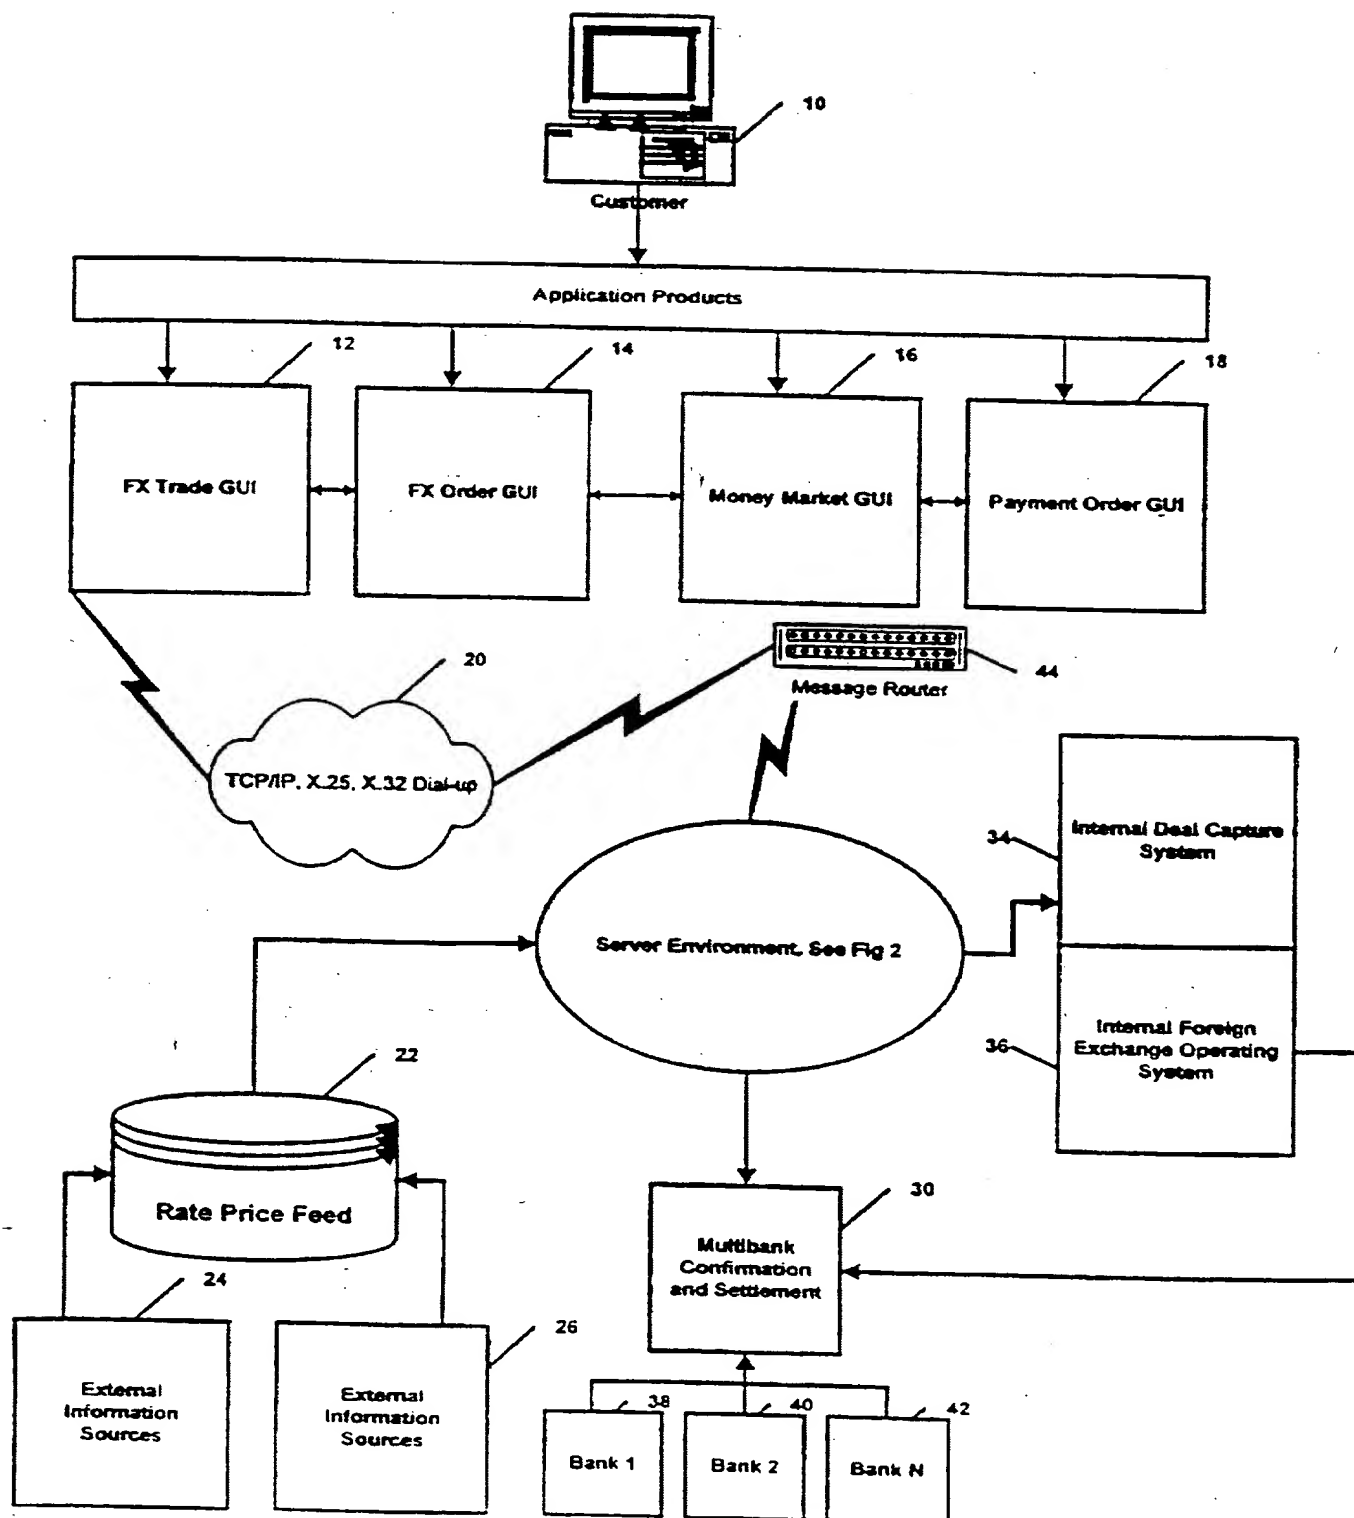 10
Customer
Application Products
12
14
16
18
FX Trade GUI
FX Order GUI
Money Market GUI
Payment Order GUI
20
44
Message Router
TCP/IP, X.25, X.32 Dial-up
34
Internal Deal Capture
System
Server Environment, See Fig 2
36
Internal Foreign
Exchange Operating
System
22
Rate Price Feed
30
Multibank
Confirmation
and Settlement
24
26
External
Information
Sources
External
Information
Sources
38
40
42
Bank 1
Bank 2
Bank N